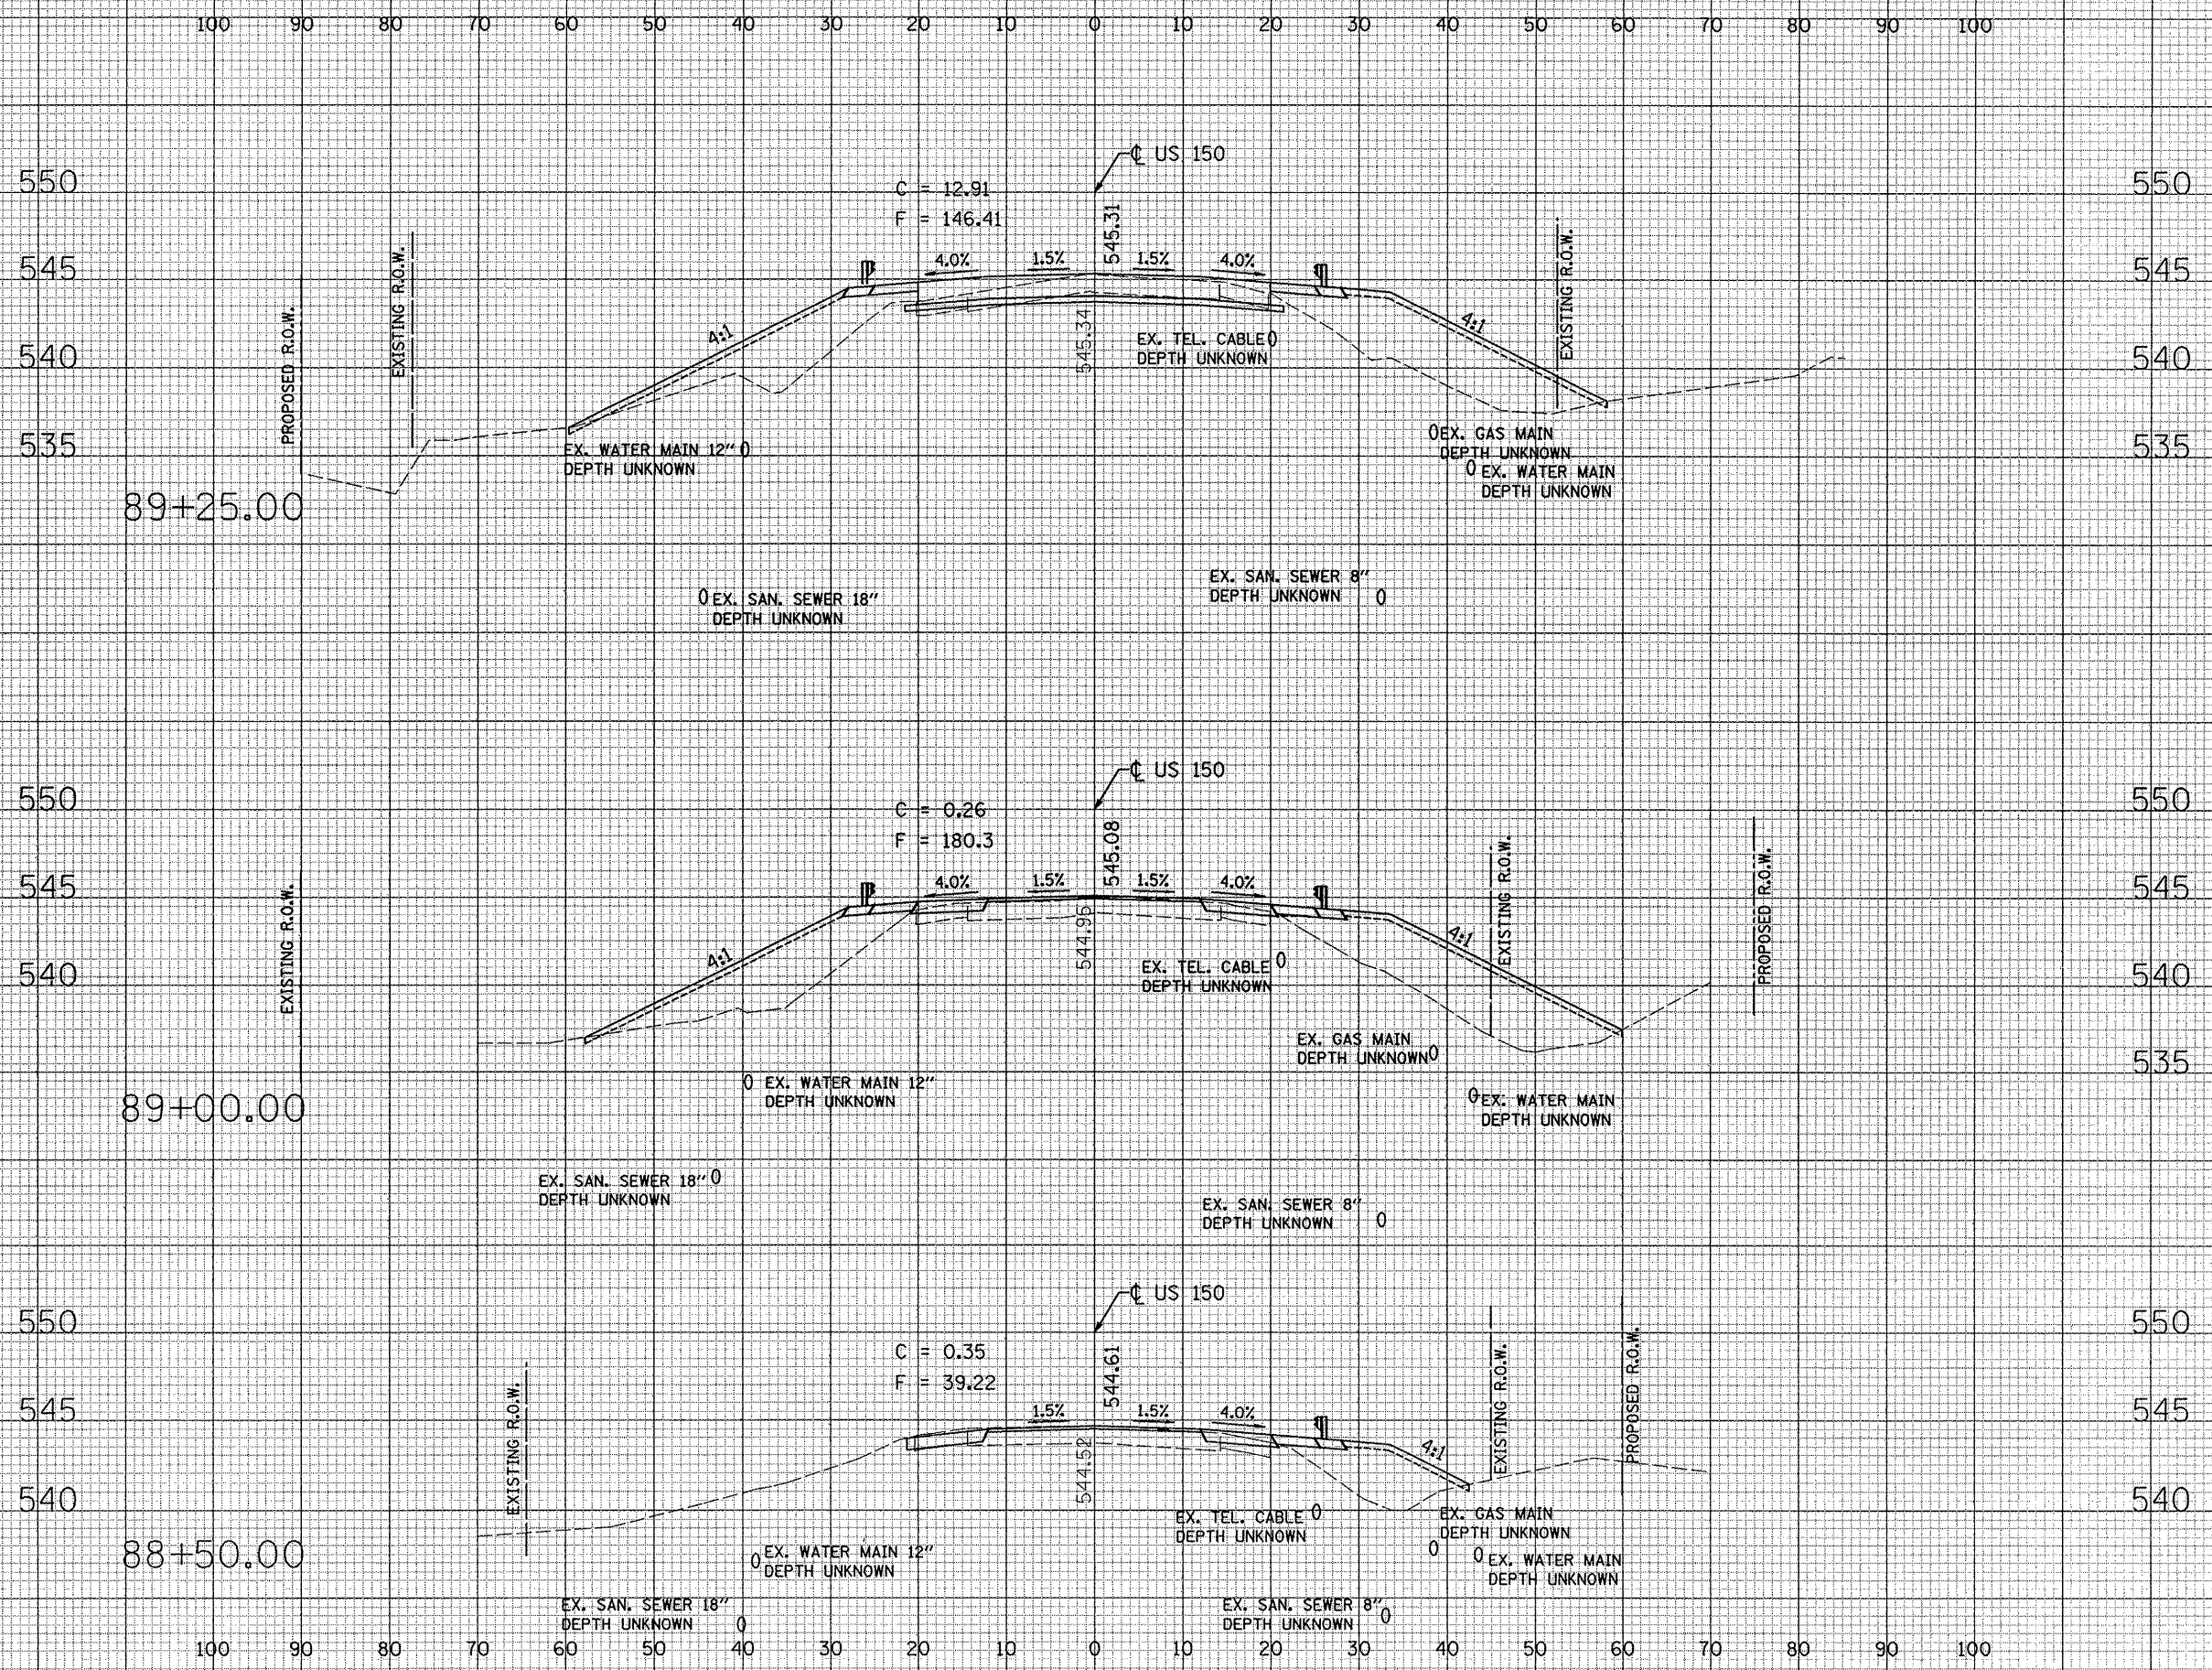 100 90 80 70 60 50 40 30 20 10 0 10 20 30 40 50 60 70 80 90 100
₵ US 150
550 550
C = 12.91
F = 146.41
545.31
545 545
4.0% 1.5% 1.5% 4.0%
PROPOSED R.O.W.
EXISTING R.O.W.
EXISTING R.O.W.
4:1
4:1
545.34
EX. TEL. CABLE
DEPTH UNKNOWN
540 540
535 535
EX. WATER MAIN 12"
DEPTH UNKNOWN
EX. GAS MAIN
DEPTH UNKNOWN
EX. WATER MAIN
DEPTH UNKNOWN
89+25.00
EX. SAN. SEWER 18"
DEPTH UNKNOWN
EX. SAN. SEWER 8"
DEPTH UNKNOWN
₵ US 150
550 550
C = 0.26
F = 180.3
545.08
545 545
4.0% 1.5% 1.5% 4.0%
EXISTING R.O.W.
EXISTING R.O.W.
PROPOSED R.O.W.
4:1
4:1
544.96
EX. TEL. CABLE
DEPTH UNKNOWN
540 540
EX. GAS MAIN
DEPTH UNKNOWN
535
EX. WATER MAIN 12"
DEPTH UNKNOWN
EX. WATER MAIN
DEPTH UNKNOWN
89+00.00
EX. SAN. SEWER 18"
DEPTH UNKNOWN
EX. SAN. SEWER 8"
DEPTH UNKNOWN
₵ US 150
550 550
C = 0.35
F = 39.22
544.61
545 545
1.5% 1.5% 4.0%
EXISTING R.O.W.
EXISTING R.O.W.
PROPOSED R.O.W.
4:1
544.52
540 540
EX. TEL. CABLE
DEPTH UNKNOWN
EX. GAS MAIN
DEPTH UNKNOWN
88+50.00
EX. WATER MAIN 12"
DEPTH UNKNOWN
EX. WATER MAIN
DEPTH UNKNOWN
EX. SAN. SEWER 18"
DEPTH UNKNOWN
EX. SAN. SEWER 8"
DEPTH UNKNOWN
100 90 80 70 60 50 40 30 20 10 0 10 20 30 40 50 60 70 80 90 100